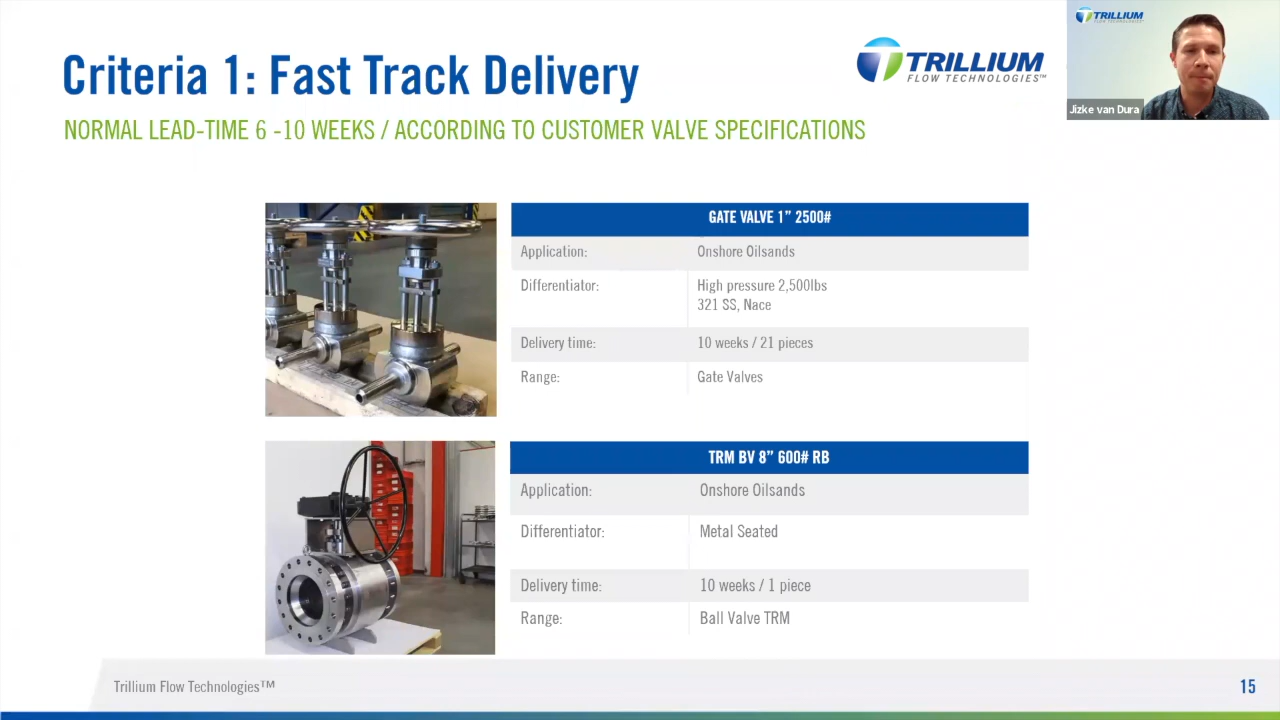 TRILLIUM
FLOW TECHNOLOGIES
Jizke van Dura
Criteria 1: Fast Track Delivery
TRILLIUM
FLOW TECHNOLOGIES™
NORMAL LEAD-TIME 6 -10 WEEKS / ACCORDING TO CUSTOMER VALVE SPECIFICATIONS
GATE VALVE 1” 2500#
Application: Onshore Oilsands
Differentiator: High pressure 2,500lbs
321 SS, Nace
Delivery time: 10 weeks / 21 pieces
Range: Gate Valves
TRM BV 8” 600# RB
Application: Onshore Oilsands
Differentiator: Metal Seated
Delivery time: 10 weeks / 1 piece
Range: Ball Valve TRM
Trillium Flow Technologies™
15